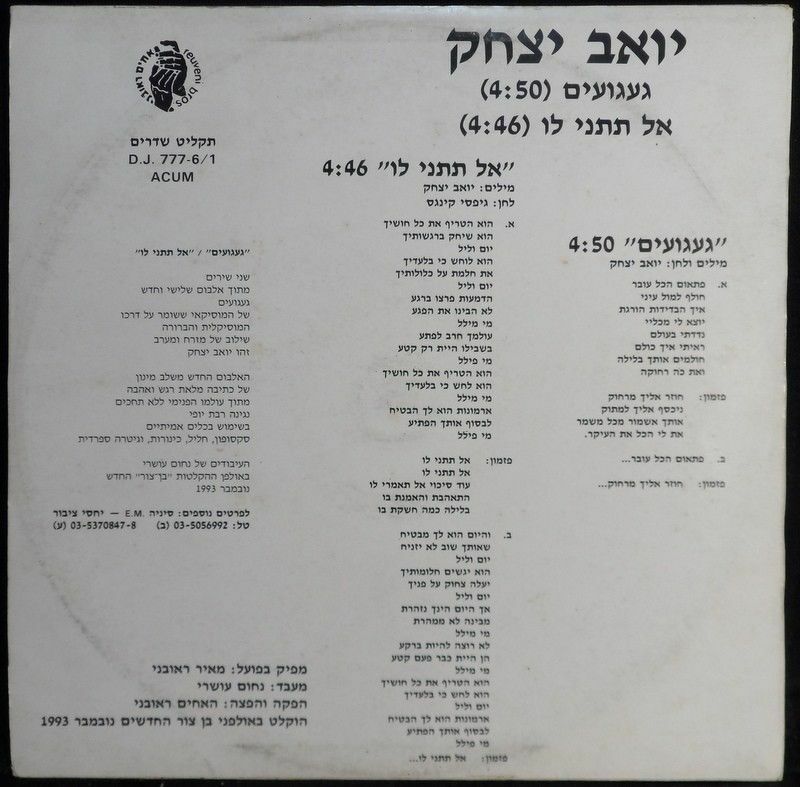 יואב יצחק
געגועים (4:50)
אל תתני לו (4:46)
אחים ראובני
reuveni bros.
תקליט שדרים
D.J. 777-6/1
ACUM
"געגועים" / "אל תתני לו"
שני שירים
מתוך אלבום שלישי וחדש
געגועים
של המוסיקאי ששומר על דרכו
המוסיקלית והברורה
שילוב של מזרח ומערב
זהו יואב יצחק
האלבום החדש משלב מינון
של כתיבה מלאת רגש ואהבה
מתוך עולמו הפנימי ללא תחכים
נגינה רבת יופי
בשימוש בכלים אמיתיים
סקסופון, חליל, כינורות, וגיטרה ספרדית
העיבודים של נחום עושרי
באולפן ההקלטות "בן־צור" החדש
נובמבר 1993
לפרטים נוספים: סיניה E.M. — יחסי ציבור
טל: 03-5056992 (ב) 03-5370847-8 (ע)
"אל תתני לו" 4:46
מילים: יואב יצחק
לחן: גיפסי קינגס
א. הוא הטריף את כל חושיך
הוא שיחק ברגשותיך
יום וליל
הוא לוחש כי בלעדיך
את חלמת על כלולותיך
יום וליל
הדמעות פרצו ברגע
לא הבינו את הפגע
מי מילל
עולמך חרב לפתע
בשבילו היית רק קטע
מי פילל
הוא הטריף את כל חושיך
הוא לחש כי בלעדיך
מי מילל
ארמונות הוא לך הבטיח
לבסוף אותך הפתיע
מי פילל
פזמון: אל תתני לו
אל תתני לו
עוד סיכוי אל תאמרי לו
התאהבת והאמנת בו
בלילה כמה חשקת בו
ב. והיום הוא לך מבטיח
שאותך שוב לא יזניח
יום וליל
הוא יגשים חלומותיך
יעלה צחוק על פניך
יום וליל
אך היום הינך נזהרת
מבינה לא ממהרת
מי מילל
לא רוצה להיות ברקע
הן היית כבר פעם קטע
מי מילל
הוא הטריף את כל חושיך
הוא לחש כי בלעדיך
מי מילל
ארמונות הוא לך הבטיח
לבסוף אותך הפתיע
מי פילל
פזמון: אל תתני לו...
"געגועים" 4:50
מילים ולחן: יואב יצחק
א. פתאום הכל עובר
חולף למול עיני
איך הבדידות הורגת
יוצא לי מכליי
נדדתי בעולם
ראיתי איך כולם
חולמים אותך בלילה
ואת כה רחוקה
פזמון: חוזר אליך מרחוק
ניכסף אליך למתוק
אותך אשמור מכל משמר
את לי הכל את העיקר.
ב. פתאום הכל עובר...
פזמון: חוזר אליך מרחוק...
מפיק בפועל: מאיר ראובני
מעבד: נחום עושרי
הפקה והפצה: האחים ראובני
הוקלט באולפני בן צור החדשים נובמבר 1993